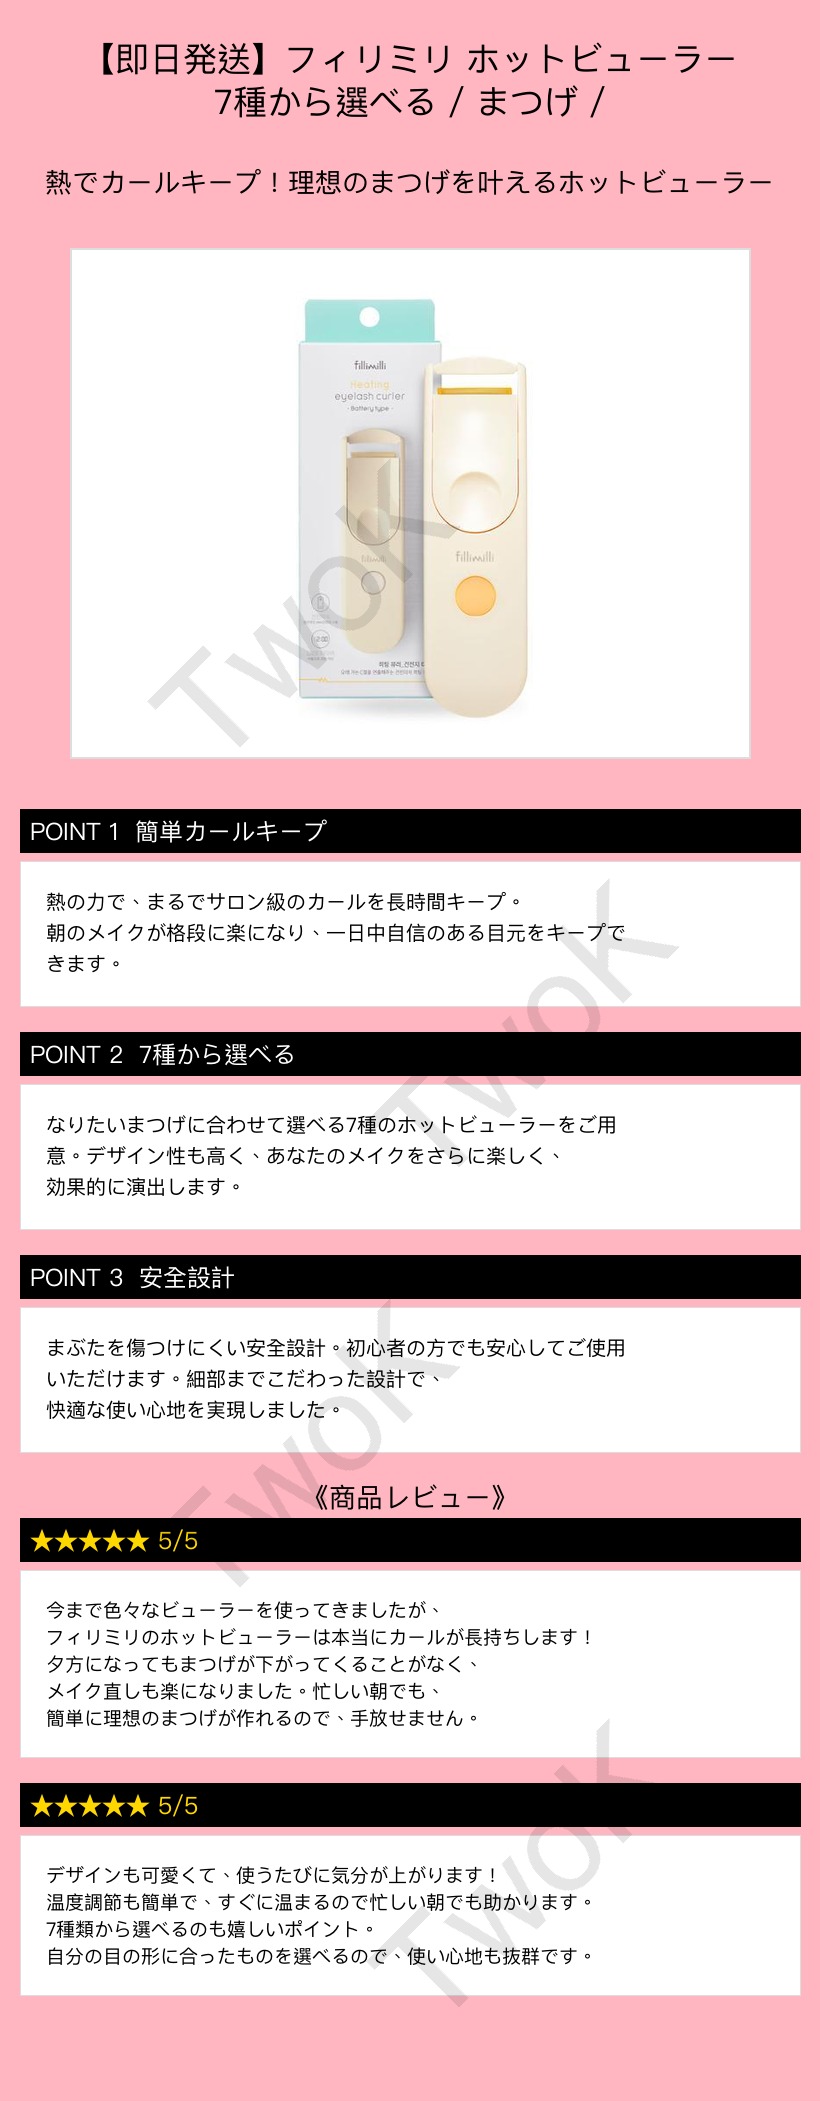 【即日発送】フィリミリ ホットビューラー
7種から選べる / まつげ /
熱でカールキープ！理想のまつげを叶えるホットビューラー
fillimilli
Heating
eyelash curler
- Battery type -
fillimilli
fillimilli
TwoK
POINT 1 簡単カールキープ
熱の力で、まるでサロン級のカールを長時間キープ。
朝のメイクが格段に楽になり、一日中自信のある目元をキープで
きます。
TwoK
POINT 2 7種から選べる
なりたいまつげに合わせて選べる7種のホットビューラーをご用
意。デザイン性も高く、あなたのメイクをさらに楽しく、
効果的に演出します。
POINT 3 安全設計
まぶたを傷つけにくい安全設計。初心者の方でも安心してご使用
いただけます。細部までこだわった設計で、
快適な使い心地を実現しました。
TwoK
《商品レビュー》
★★★★★ 5/5
今まで色々なビューラーを使ってきましたが、
フィリミリのホットビューラーは本当にカールが長持ちします！
夕方になってもまつげが下がってくることがなく、
メイク直しも楽になりました。忙しい朝でも、
簡単に理想のまつげが作れるので、手放せません。
★★★★★ 5/5
デザインも可愛くて、使うたびに気分が上がります！
温度調節も簡単で、すぐに温まるので忙しい朝でも助かります。
7種類から選べるのも嬉しいポイント。
自分の目の形に合ったものを選べるので、使い心地も抜群です。
TwoK